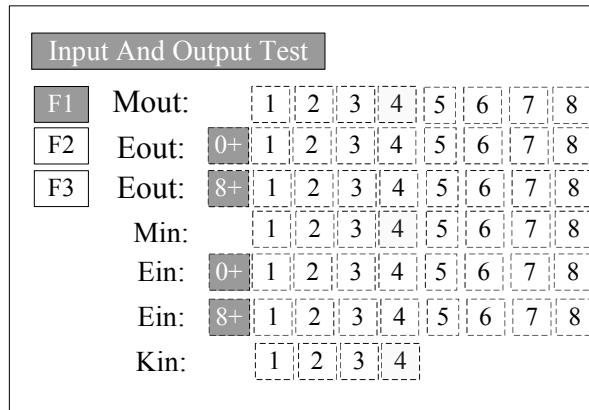 Input And Output Test
F1 Mout: 1 2 3 4 5 6 7 8
F2 Eout: 0+ 1 2 3 4 5 6 7 8
F3 Eout: 8+ 1 2 3 4 5 6 7 8
Min: 1 2 3 4 5 6 7 8
Ein: 0+ 1 2 3 4 5 6 7 8
Ein: 8+ 1 2 3 4 5 6 7 8
Kin: 1 2 3 4